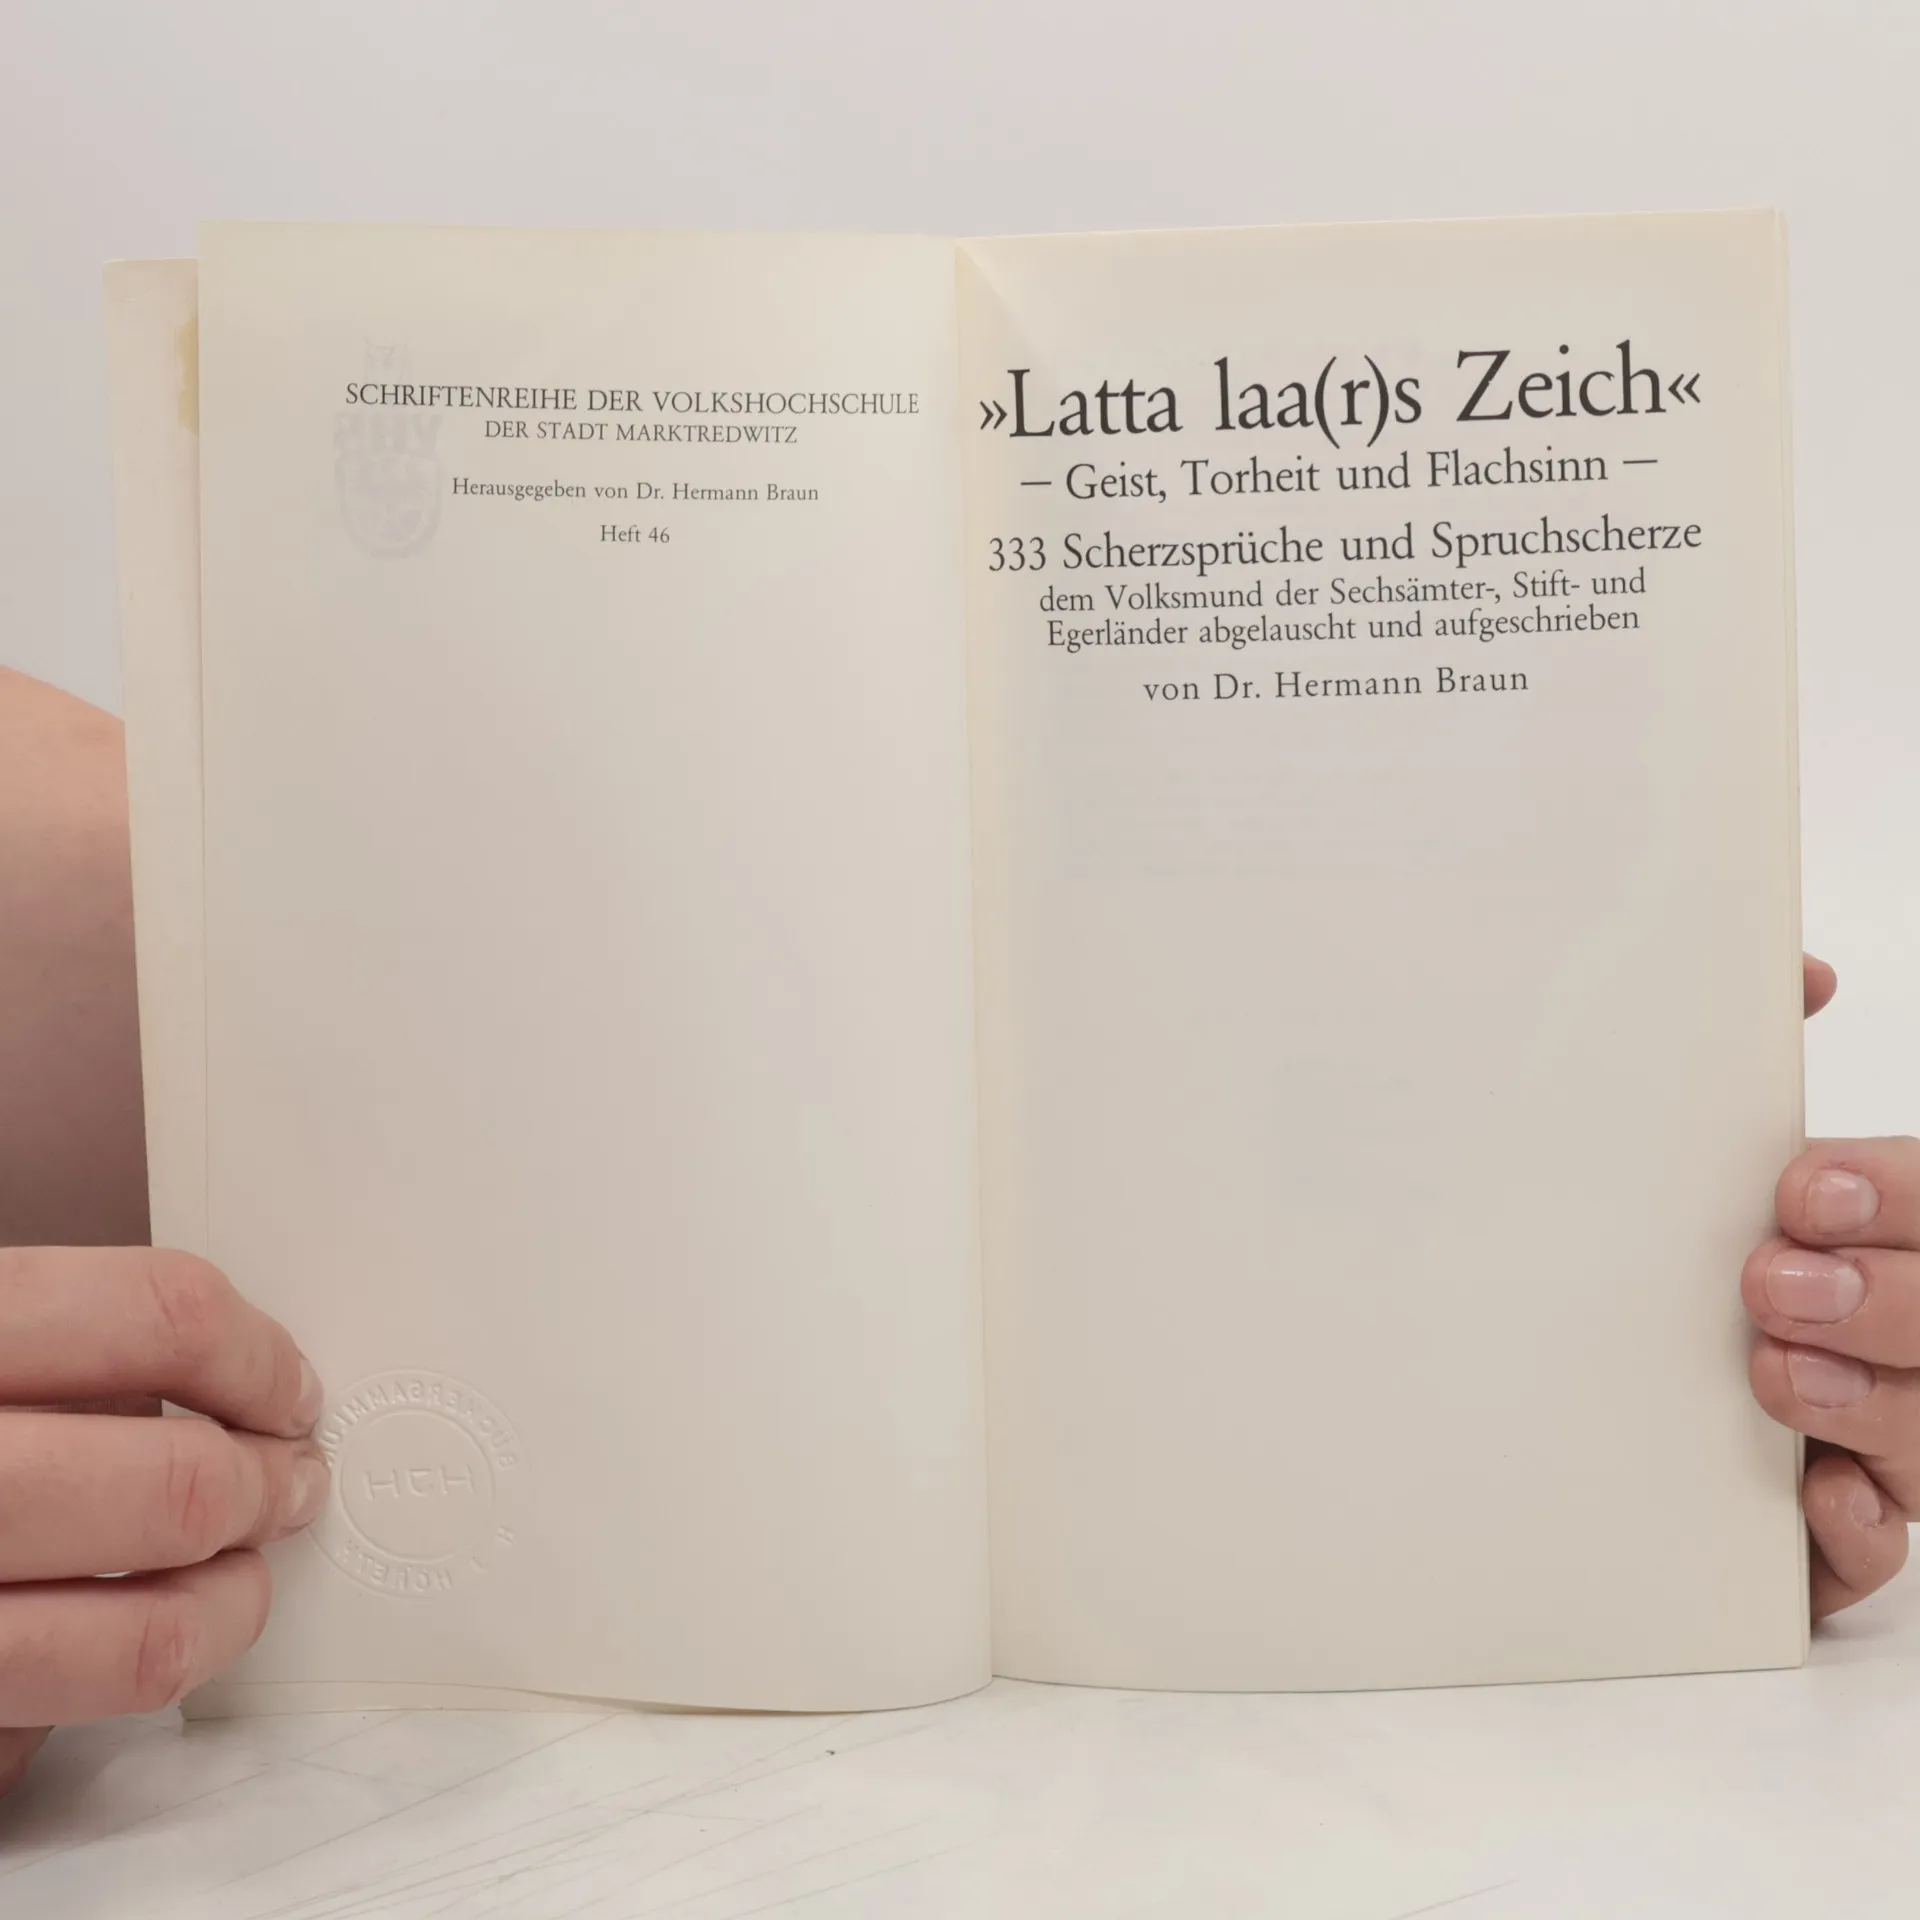 SCHRIFTENREIHE DER VOLKSHOCHSCHULE
DER STADT MARKTREDWITZ
Herausgegeben von Dr. Hermann Braun
Heft 46
»Latta laa(r)s Zeich«
— Geist, Torheit und Flachsinn —
333 Scherzsprüche und Spruchscherze
dem Volksmund der Sechsämter-, Stift- und
Egerländer abgelauscht und aufgeschrieben
von Dr. Hermann Braun
VHS
HJH